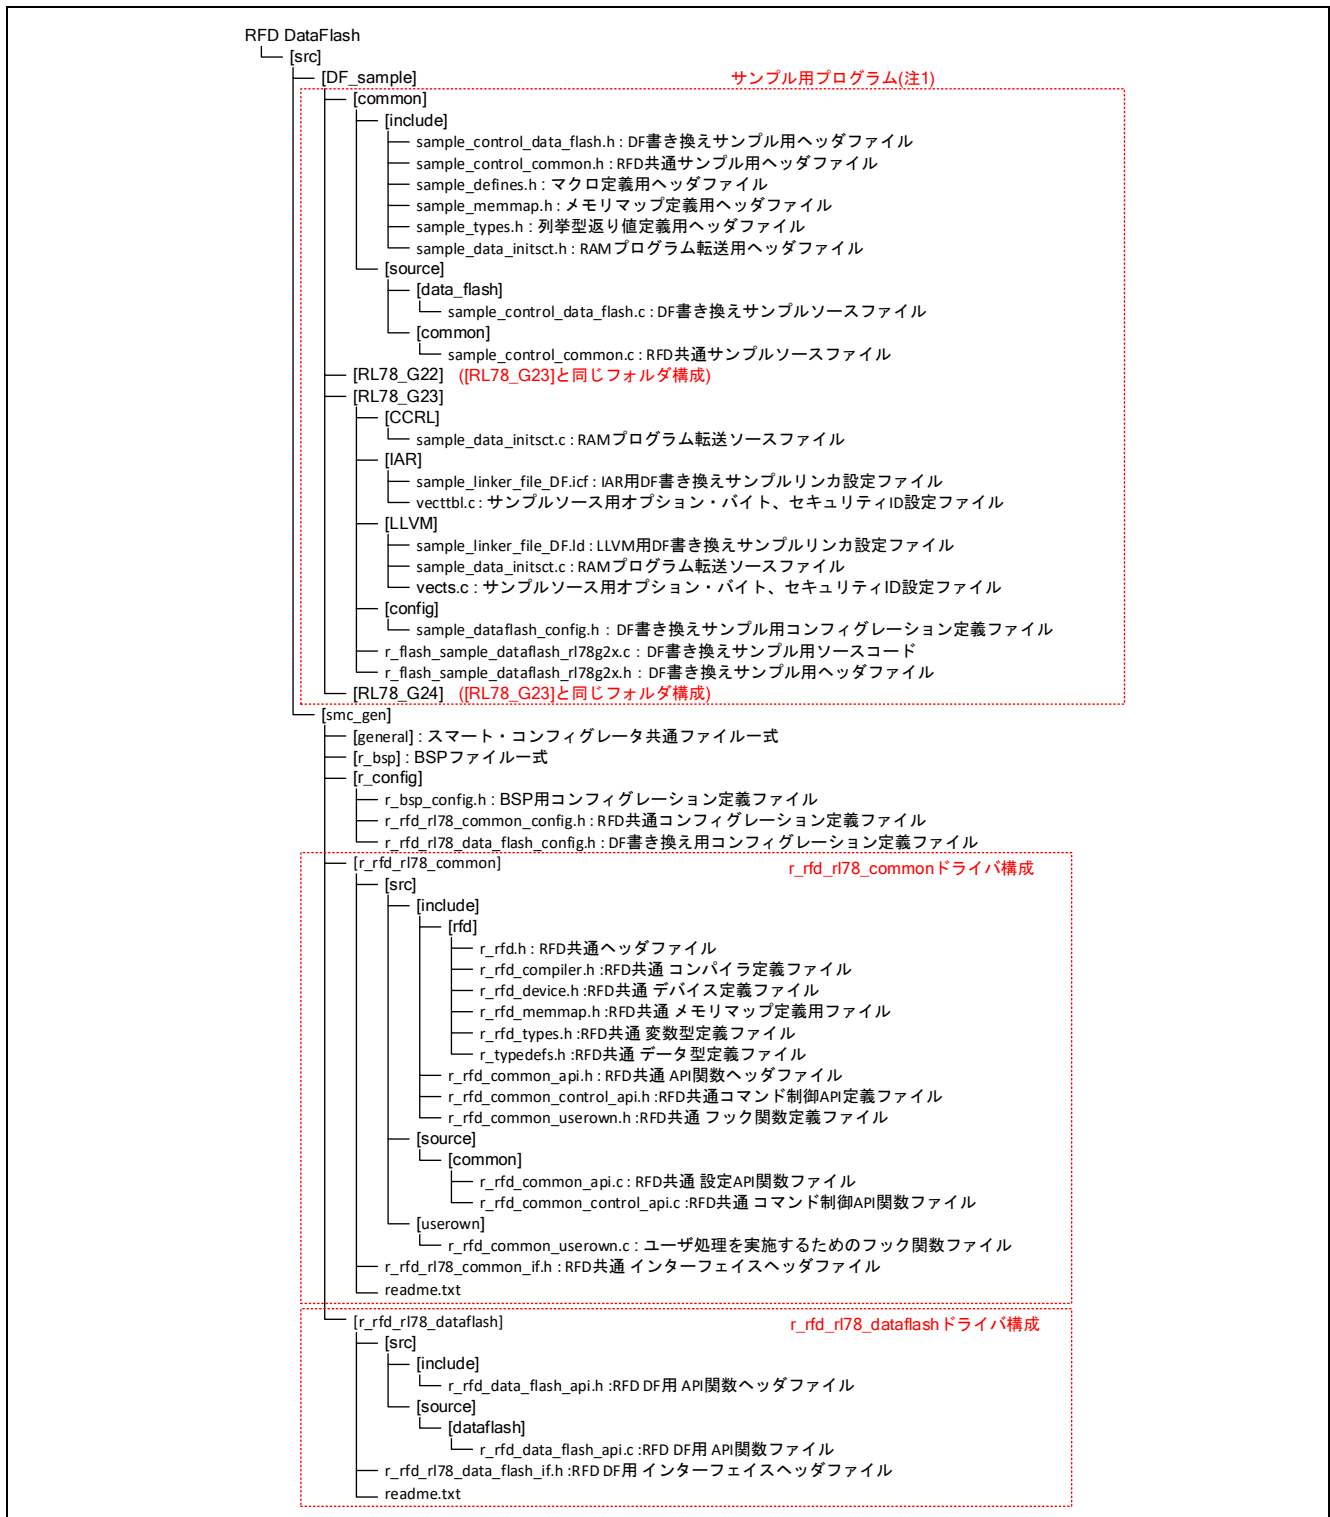 RFD DataFlash
[src]
[DF_sample]
サンプル用プログラム(注1)
[common]
[include]
sample_control_data_flash.h : DF書き換えサンプル用ヘッダファイル
sample_control_common.h : RFD共通サンプル用ヘッダファイル
sample_defines.h : マクロ定義用ヘッダファイル
sample_memmap.h : メモリマップ定義用ヘッダファイル
sample_types.h : 列挙型返り値定義用ヘッダファイル
sample_data_initsct.h : RAMプログラム転送用ヘッダファイル
[source]
[data_flash]
sample_control_data_flash.c : DF書き換えサンプルソースファイル
[common]
sample_control_common.c : RFD共通サンプルソースファイル
[RL78_G22] ([RL78_G23]と同じフォルダ構成)
[RL78_G23]
[CCRL]
sample_data_initsct.c : RAMプログラム転送ソースファイル
[IAR]
sample_linker_file_DF.icf : IAR用DF書き換えサンプルリンカ設定ファイル
vecttbl.c : サンプルソース用オプション・バイト、セキュリティID設定ファイル
[LLVM]
sample_linker_file_DF.ld : LLVM用DF書き換えサンプルリンカ設定ファイル
sample_data_initsct.c : RAMプログラム転送ソースファイル
vects.c : サンプルソース用オプション・バイト、セキュリティID設定ファイル
[config]
sample_dataflash_config.h : DF書き換えサンプル用コンフィグレーション定義ファイル
r_flash_sample_dataflash_rl78g2x.c : DF書き換えサンプル用ソースコード
r_flash_sample_dataflash_rl78g2x.h : DF書き換えサンプル用ヘッダファイル
[RL78_G24] ([RL78_G23]と同じフォルダ構成)
[smc_gen]
[general] : スマート・コンフィグレータ共通ファイル一式
[r_bsp] : BSPファイル一式
[r_config]
r_bsp_config.h : BSP用コンフィグレーション定義ファイル
r_rfd_rl78_common_config.h : RFD共通コンフィグレーション定義ファイル
r_rfd_rl78_data_flash_config.h : DF書き換え用コンフィグレーション定義ファイル
[r_rfd_rl78_common]
r_rfd_rl78_commonドライバ構成
[src]
[include]
[rfd]
r_rfd.h : RFD共通ヘッダファイル
r_rfd_compiler.h :RFD共通 コンパイラ定義ファイル
r_rfd_device.h :RFD共通 デバイス定義ファイル
r_rfd_memmap.h :RFD共通 メモリマップ定義用ファイル
r_rfd_types.h :RFD共通 変数型定義ファイル
r_typedefs.h :RFD共通 データ型定義ファイル
r_rfd_common_api.h : RFD共通 API関数ヘッダファイル
r_rfd_common_control_api.h :RFD共通コマンド制御API定義ファイル
r_rfd_common_userown.h :RFD共通 フック関数定義ファイル
[source]
[common]
r_rfd_common_api.c : RFD共通 設定API関数ファイル
r_rfd_common_control_api.c :RFD共通 コマンド制御API関数ファイル
[userown]
r_rfd_common_userown.c : ユーザ処理を実施するためのフック関数ファイル
r_rfd_rl78_common_if.h : RFD共通 インターフェイスヘッダファイル
readme.txt
[r_rfd_rl78_dataflash]
r_rfd_rl78_dataflashドライバ構成
[src]
[include]
r_rfd_data_flash_api.h :RFD DF用 API関数ヘッダファイル
[source]
[dataflash]
r_rfd_data_flash_api.c :RFD DF用 API関数ファイル
r_rfd_rl78_data_flash_if.h :RFD DF用 インターフェイスヘッダファイル
readme.txt